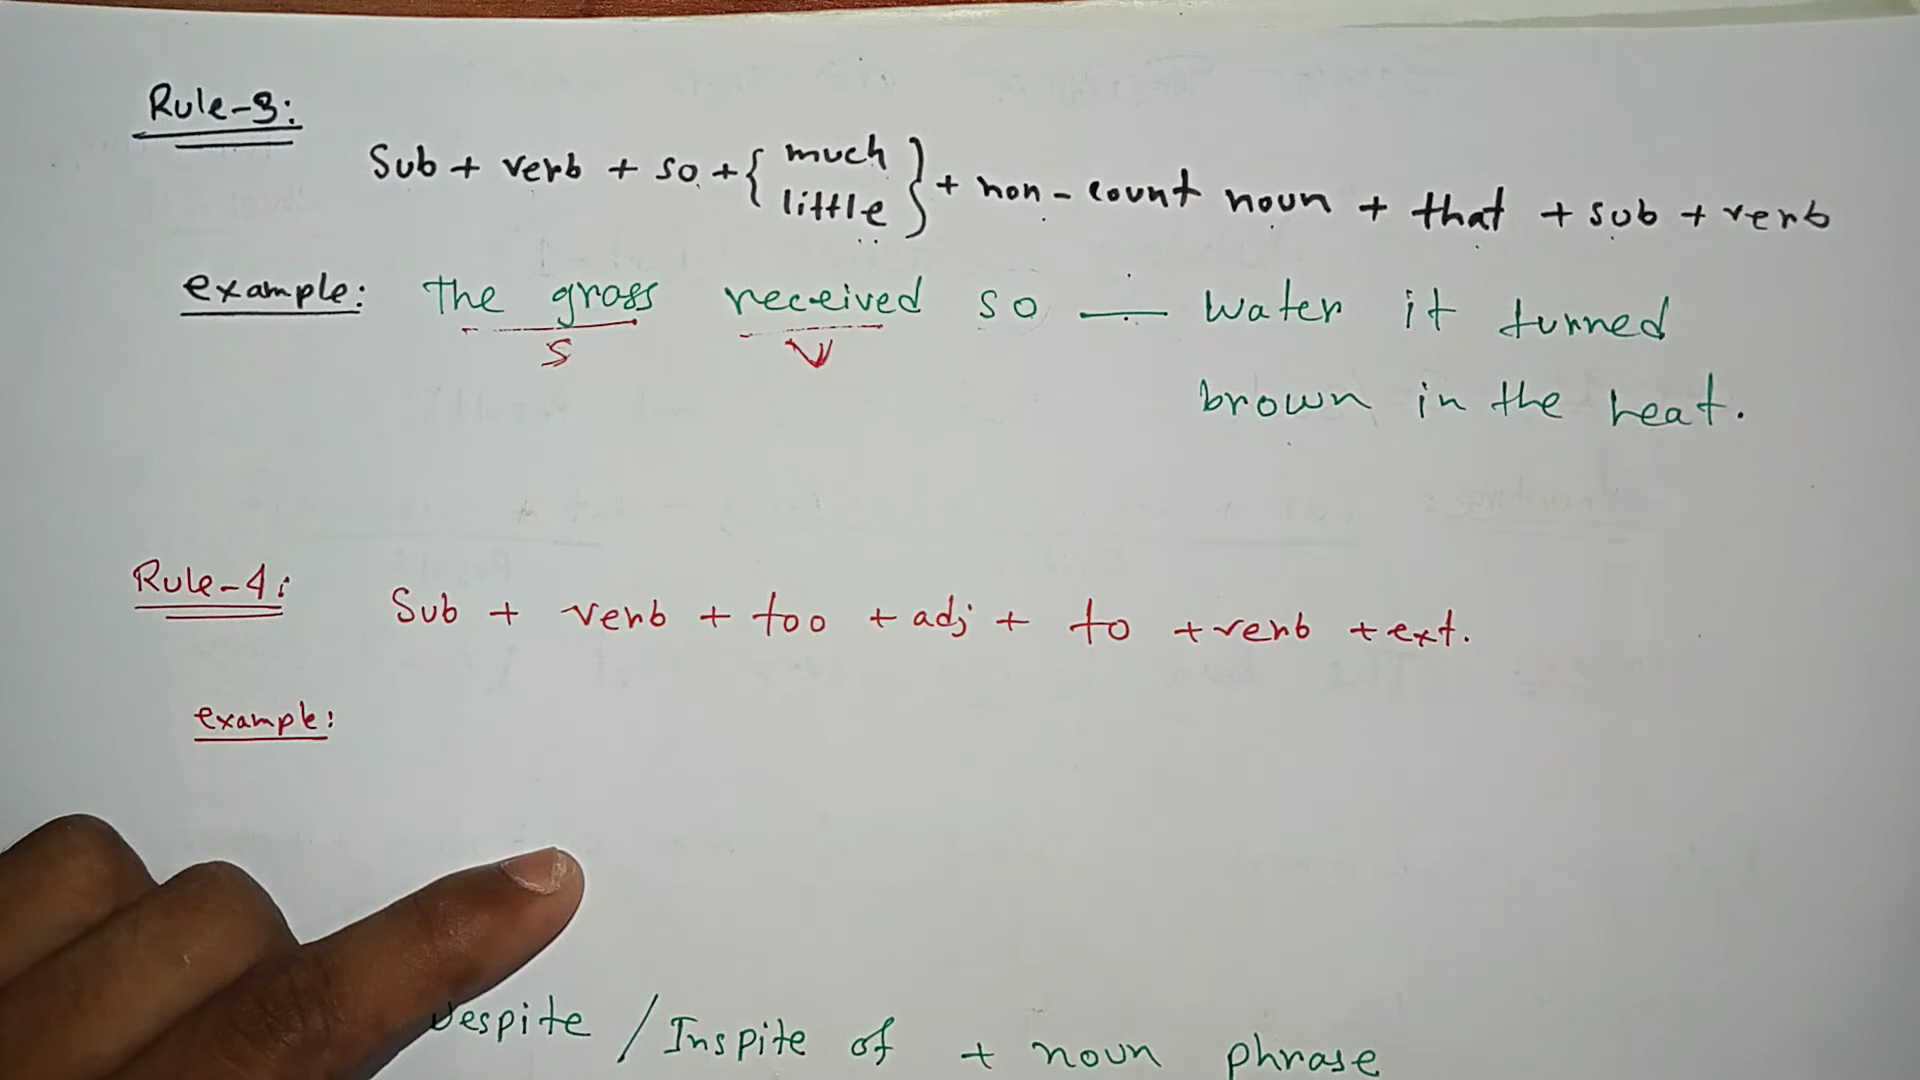 Rule-3:
Sub + verb + so + { much little } + non-count noun + that + sub + verb
example: The grass received so — water it turned
S V
brown in the heat.
Rule-4:
Sub + verb + too + adj + to + verb + ext.
example:
Despite / Inspite of + noun phrase